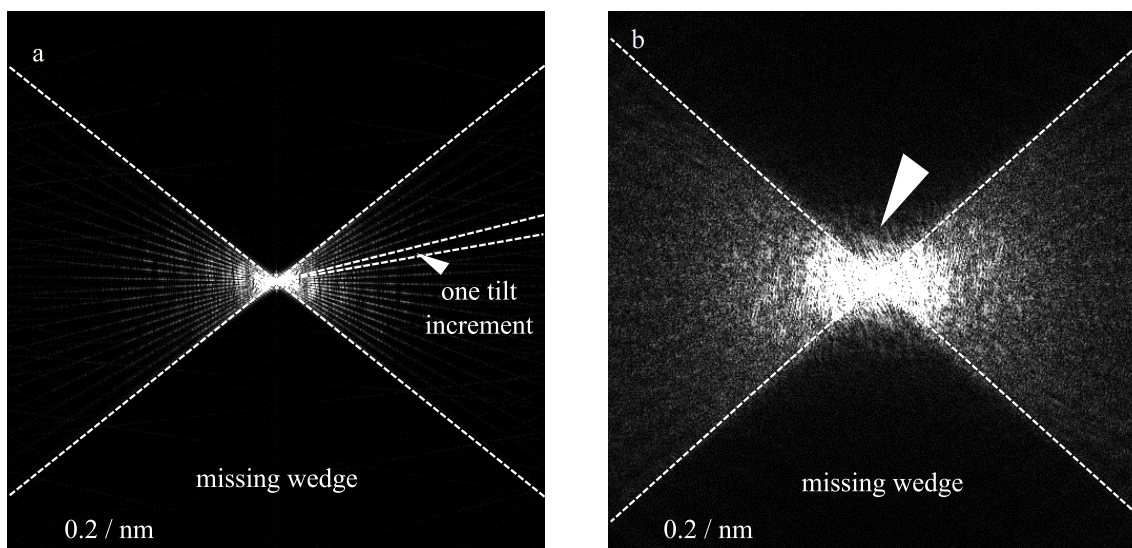 a
one tilt
increment
missing wedge
0.2 / nm
b
missing wedge
0.2 / nm